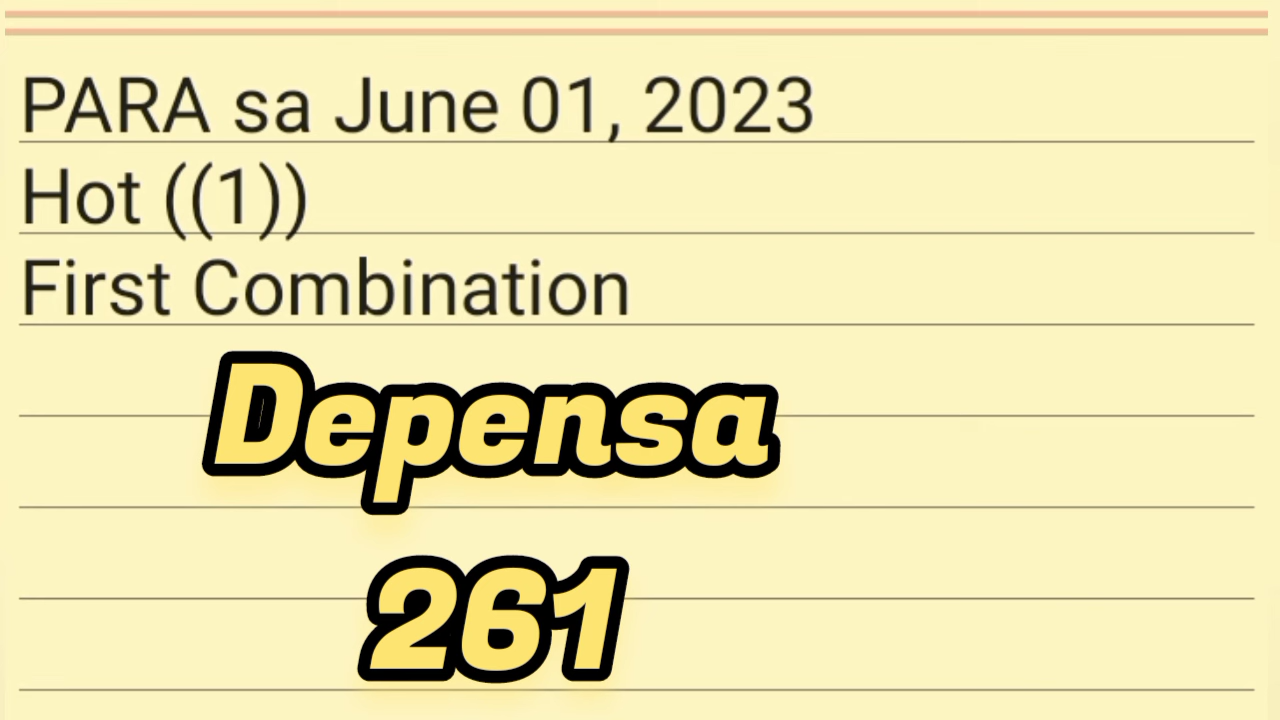 PARA sa June 01, 2023
Hot ((1))
First Combination
Depensa
261